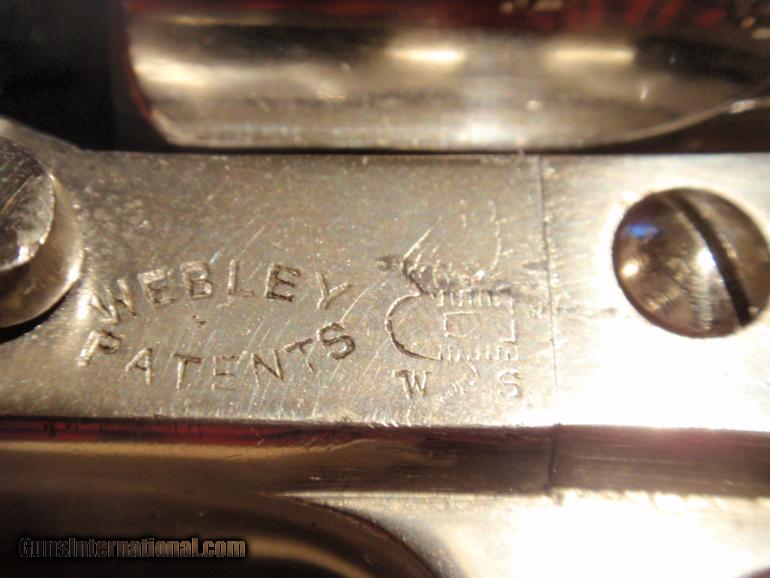 WEBLEY
PATENTS
W S
GunsInternational.com